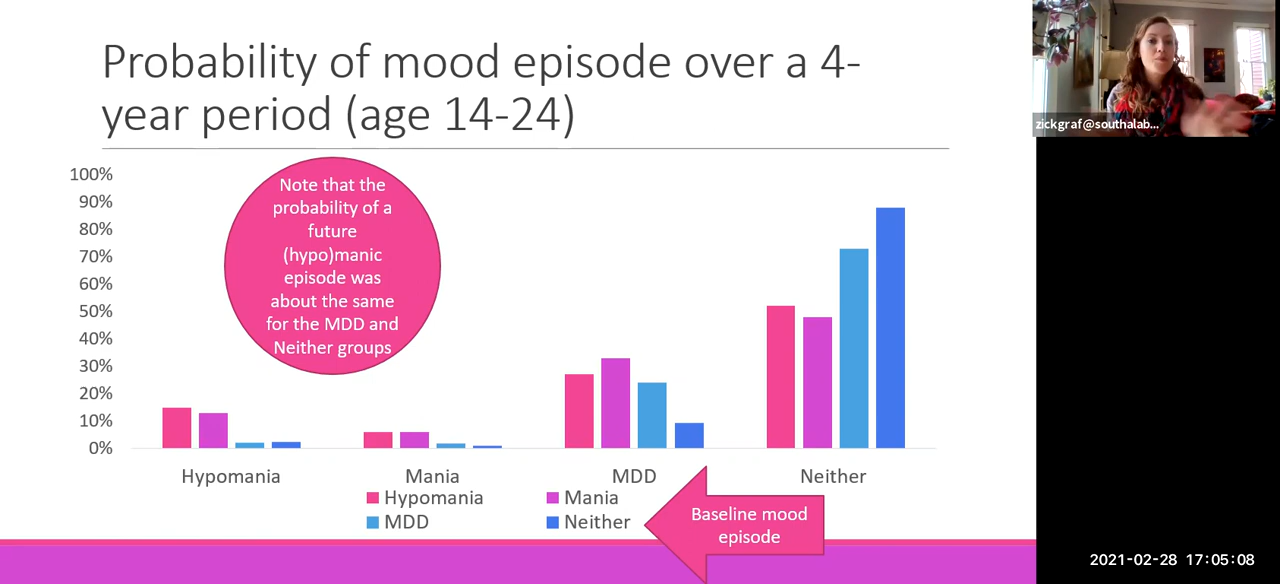 Probability of mood episode over a 4-
year period (age 14-24)
zickgraf@southalab...
100%
90%
80%
70%
60%
50%
40%
30%
20%
10%
0%
Note that the
probability of a
future
(hypo)manic
episode was
about the same
for the MDD and
Neither groups
Hypomania
Mania
MDD
Neither
Hypomania
Mania
MDD
Neither
Baseline mood
episode
2021-02-28 17:05:08